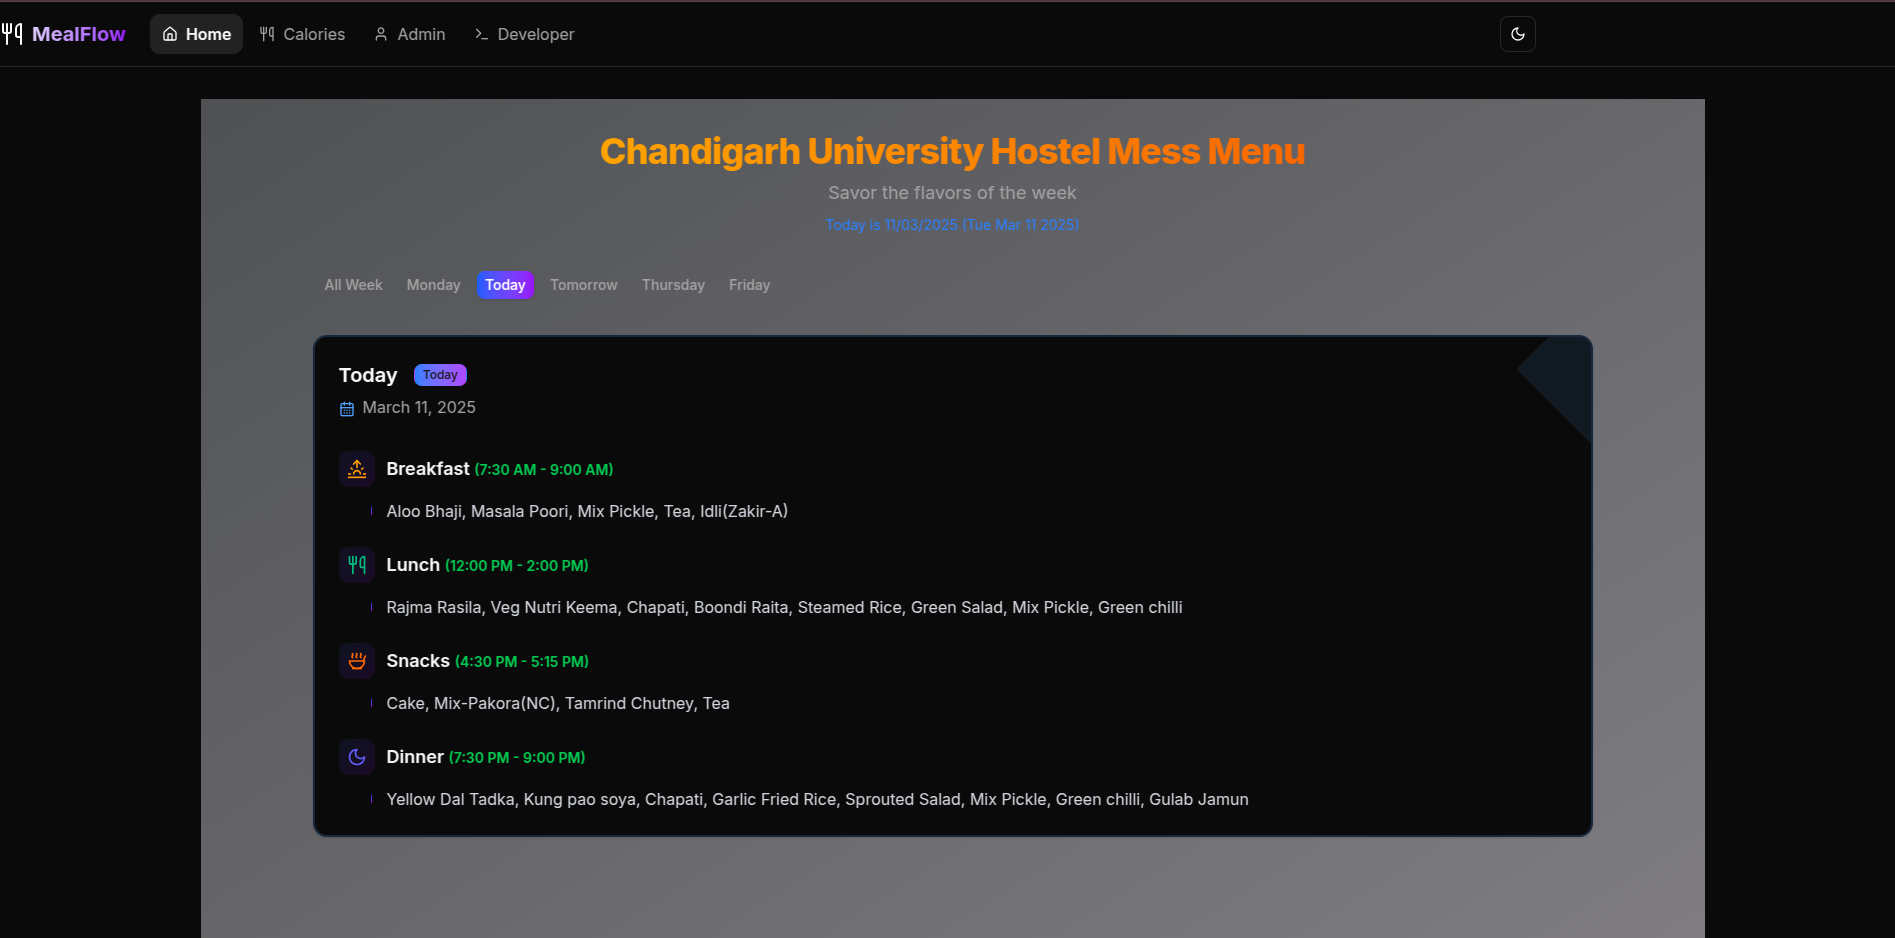 MealFlow Home Calories Admin Developer
Chandigarh University Hostel Mess Menu
Savor the flavors of the week
Today is 11/03/2025 (Tue Mar 11 2025)
All Week Monday Today Tomorrow Thursday Friday
Today Today
March 11, 2025
Breakfast (7:30 AM - 9:00 AM)
Aloo Bhaji, Masala Poori, Mix Pickle, Tea, Idli(Zakir-A)
Lunch (12:00 PM - 2:00 PM)
Rajma Rasila, Veg Nutri Keema, Chapati, Boondi Raita, Steamed Rice, Green Salad, Mix Pickle, Green chilli
Snacks (4:30 PM - 5:15 PM)
Cake, Mix-Pakora(NC), Tamrind Chutney, Tea
Dinner (7:30 PM - 9:00 PM)
Yellow Dal Tadka, Kung pao soya, Chapati, Garlic Fried Rice, Sprouted Salad, Mix Pickle, Green chilli, Gulab Jamun